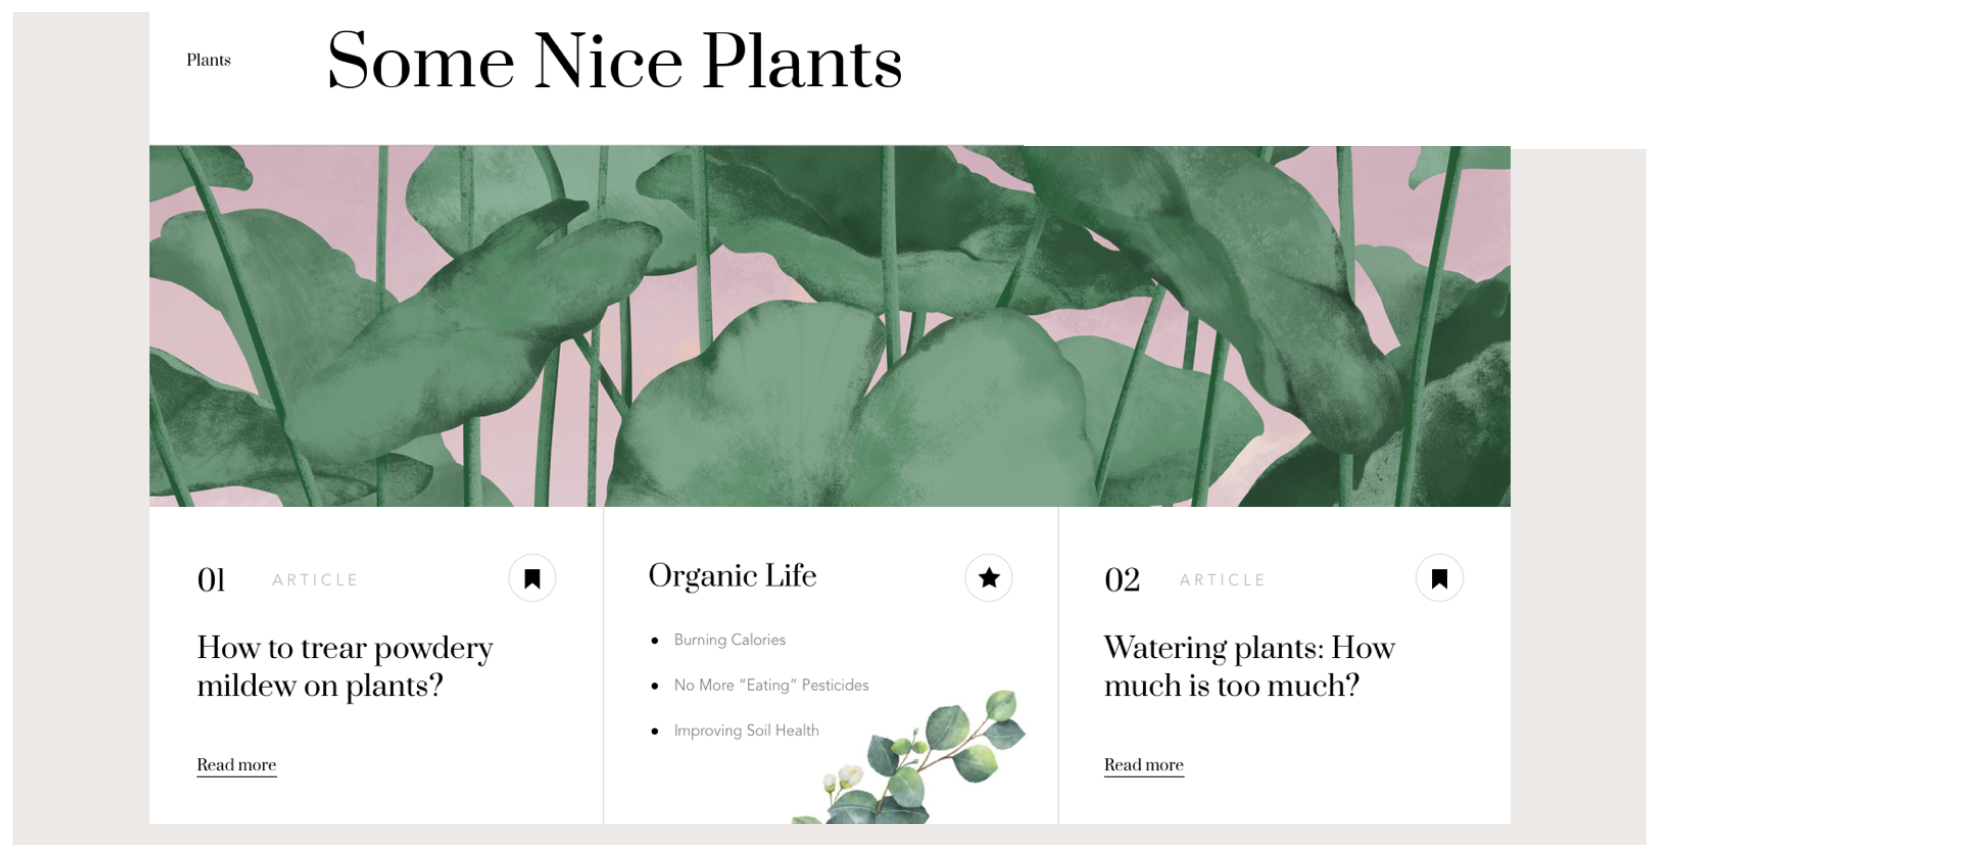 Plants
Some Nice Plants
01
ARTICLE
How to trear powdery
mildew on plants?
Read more
Organic Life
Burning Calories
No More “Eating” Pesticides
Improving Soil Health
02
ARTICLE
Watering plants: How
much is too much?
Read more